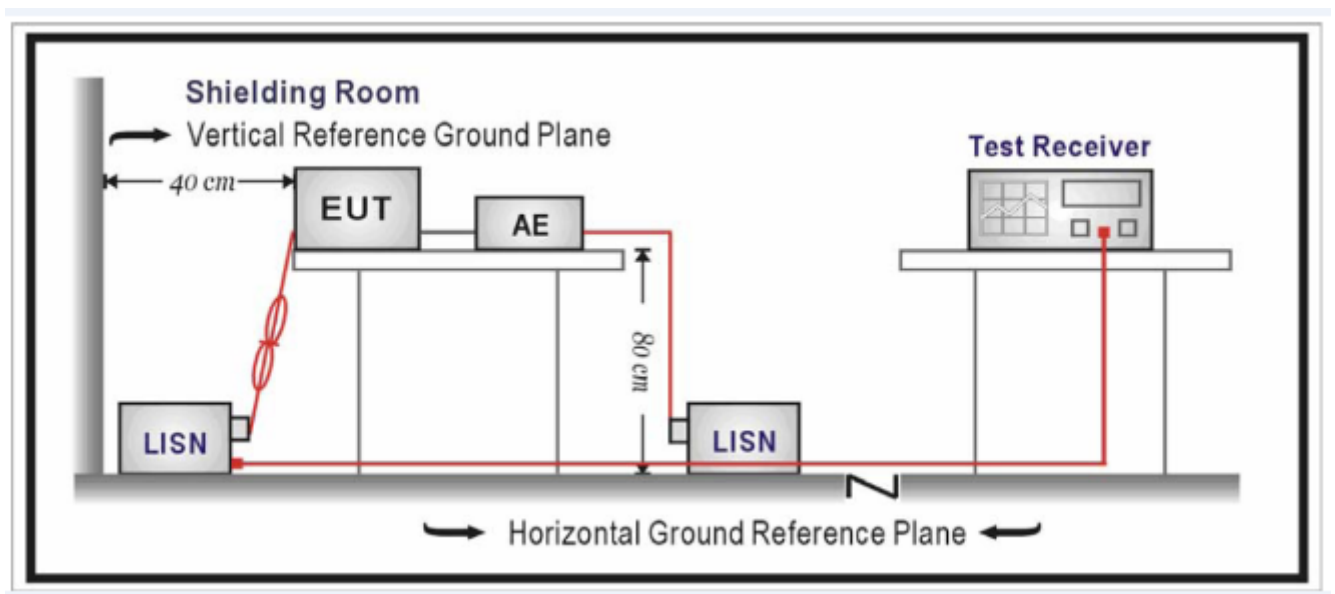 Shielding Room
Vertical Reference Ground Plane
40 cm
EUT
AE
Test Receiver
80 cm
LISN
LISN
Horizontal Ground Reference Plane